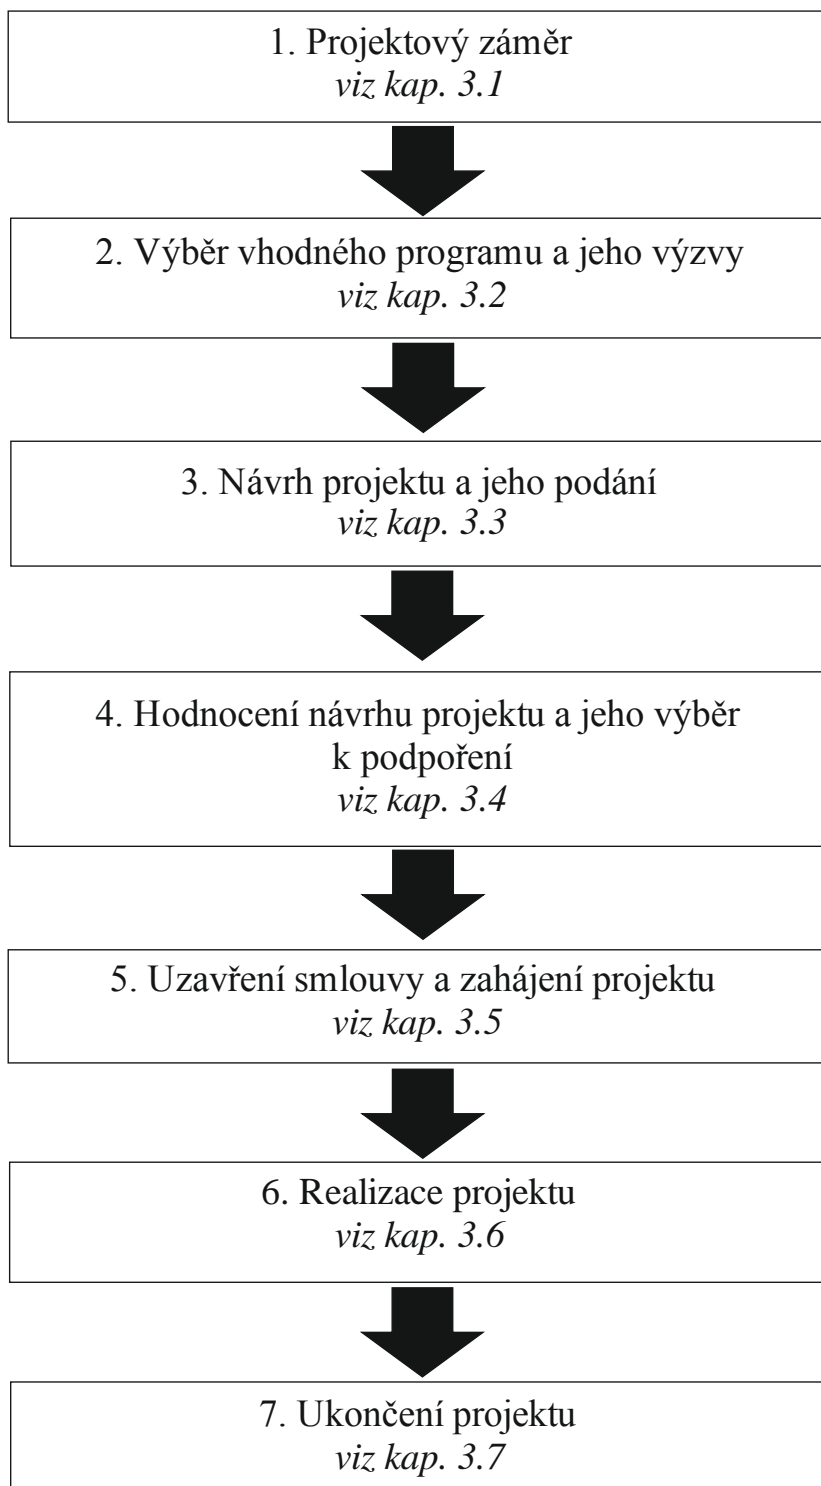 1. Projektový záměr
viz kap. 3.1
2. Výběr vhodného programu a jeho výzvy
viz kap. 3.2
3. Návrh projektu a jeho podání
viz kap. 3.3
4. Hodnocení návrhu projektu a jeho výběr
k podpoření
viz kap. 3.4
5. Uzavření smlouvy a zahájení projektu
viz kap. 3.5
6. Realizace projektu
viz kap. 3.6
7. Ukončení projektu
viz kap. 3.7